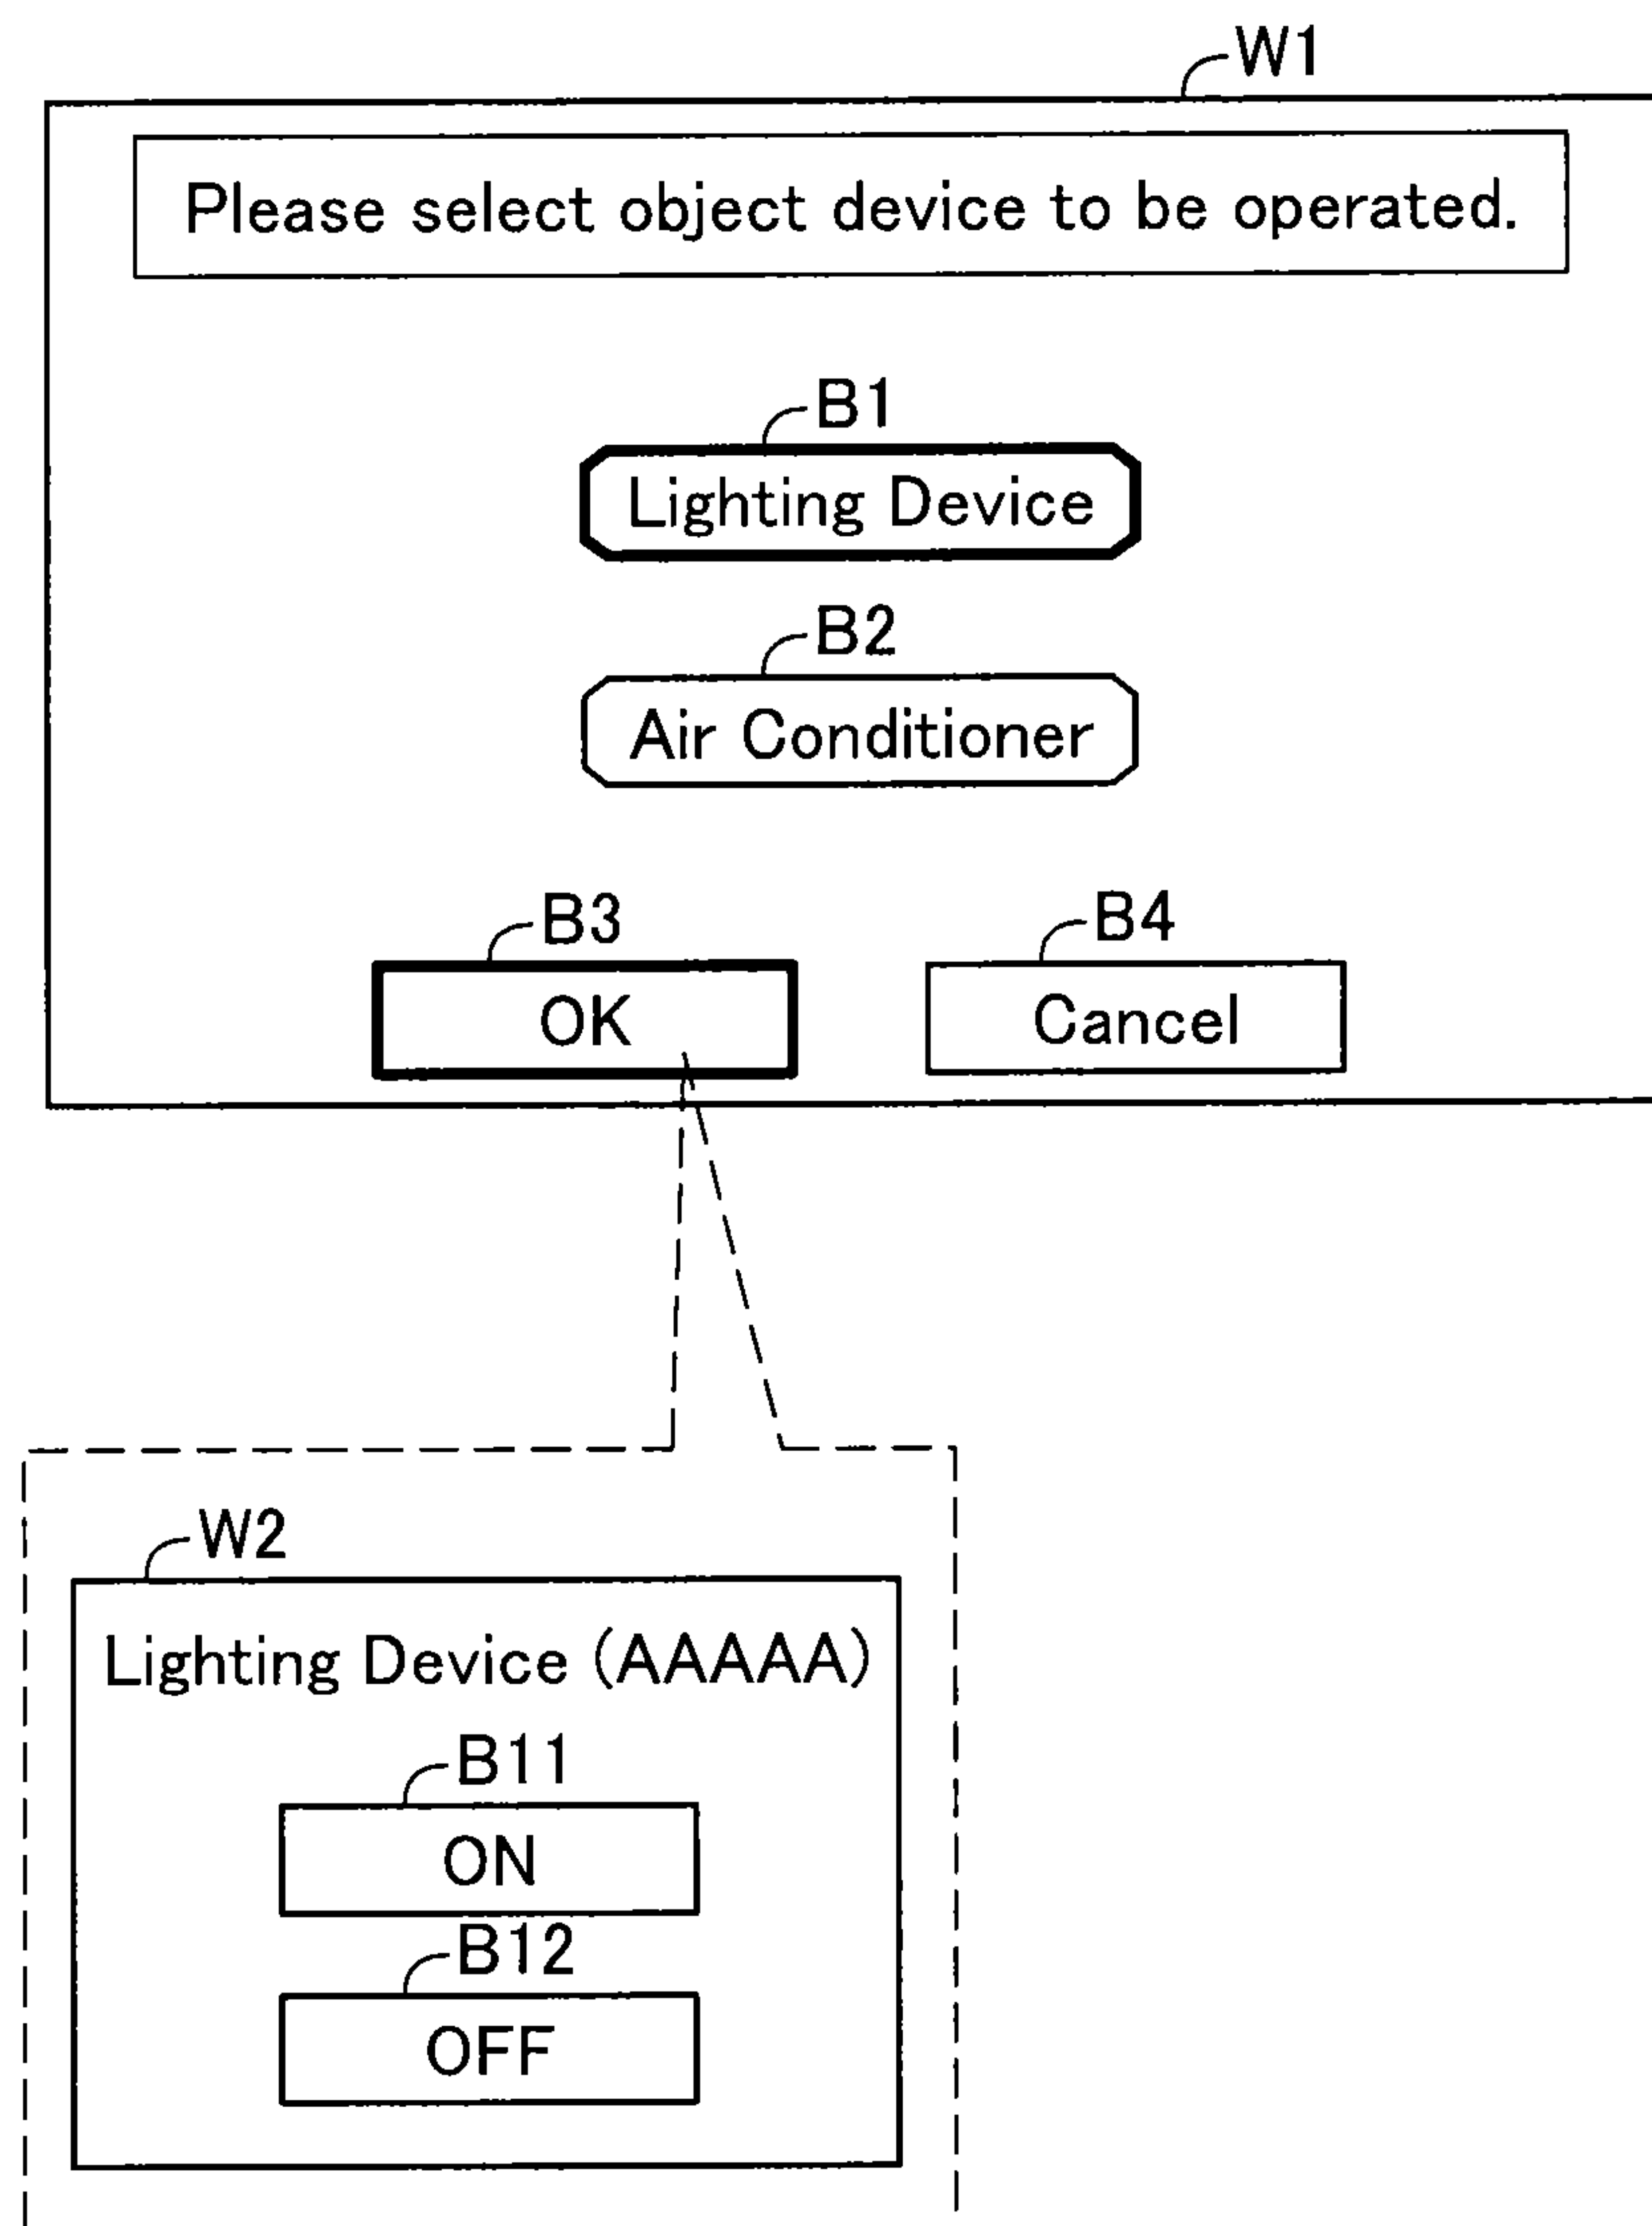 W1
Please select object device to be operated.
B1
Lighting Device
B2
Air Conditioner
B3
B4
OK
Cancel
W2
Lighting Device (AAAAA)
B11
ON
B12
OFF